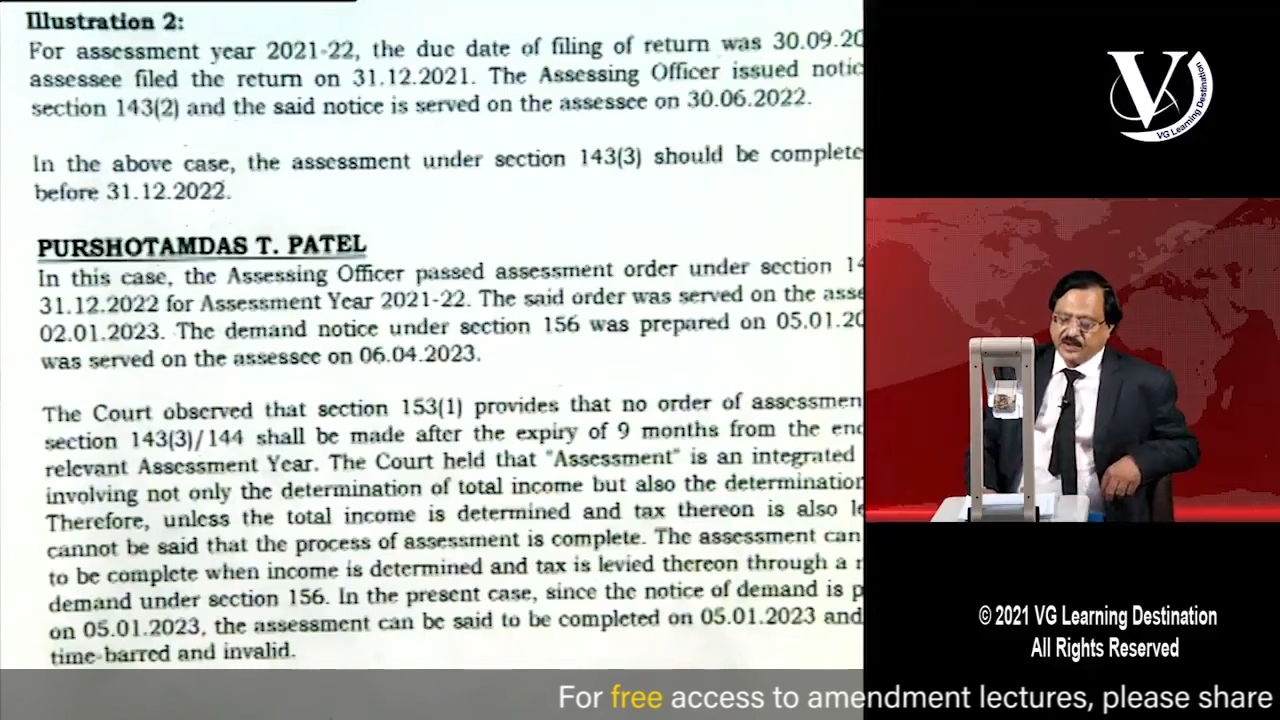 Illustration 2:
For assessment year 2021-22, the due date of filing of return was 30.09.20
assessee filed the return on 31.12.2021. The Assessing Officer issued notic
section 143(2) and the said notice is served on the assessee on 30.06.2022.
In the above case, the assessment under section 143(3) should be complete
before 31.12.2022.
PURSHOTAMDAS T. PATEL
In this case, the Assessing Officer passed assessment order under section 14
31.12.2022 for Assessment Year 2021-22. The said order was served on the asse
02.01.2023. The demand notice under section 156 was prepared on 05.01.20
was served on the assessee on 06.04.2023.
The Court observed that section 153(1) provides that no order of assessmen
section 143(3)/144 shall be made after the expiry of 9 months from the end
relevant Assessment Year. The Court held that "Assessment" is an integrated
involving not only the determination of total income but also the determination
Therefore, unless the total income is determined and tax thereon is also le
cannot be said that the process of assessment is complete. The assessment can
to be complete when income is determined and tax is levied thereon through a
demand under section 156. In the present case, since the notice of demand is p
on 05.01.2023, the assessment can be said to be completed on 05.01.2023 and
time-barred and invalid.
V
VG Learning Destination
© 2021 VG Learning Destination
All Rights Reserved
For free access to amendment lectures, please share